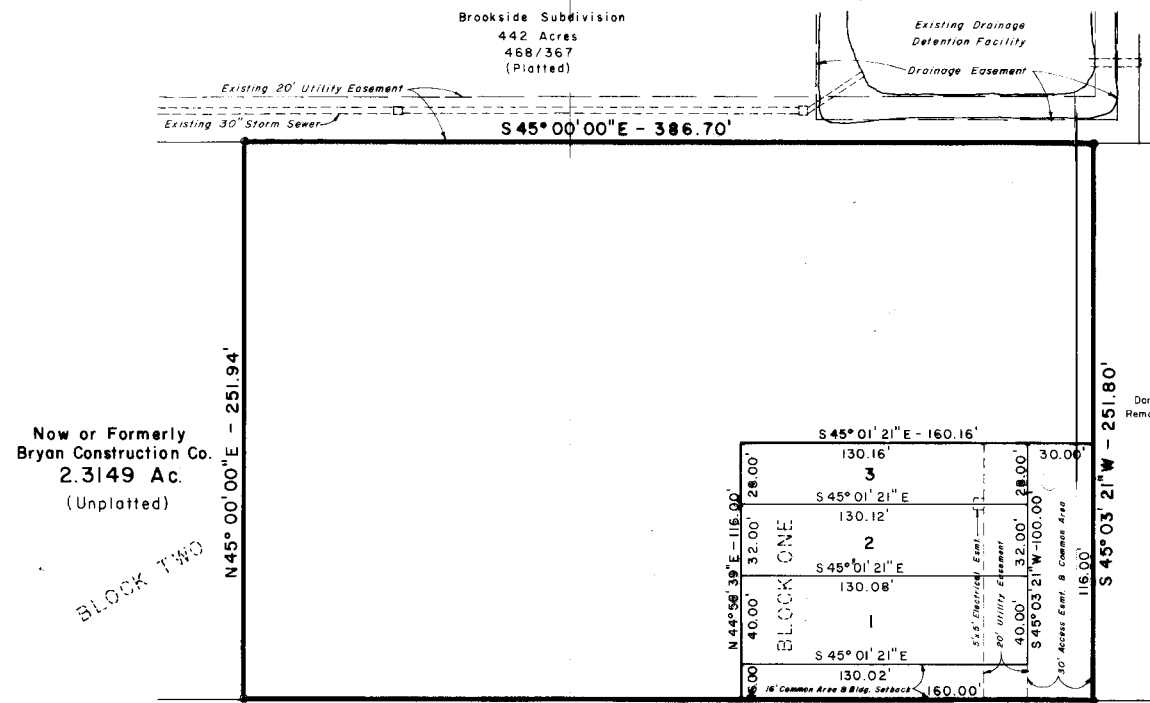 Brookside Subdivision
442 Acres
468/367
(Platted)
Existing Drainage
Detention Facility
Drainage Easement
Existing 20' Utility Easement
Existing 30" Storm Sewer
S 45° 00' 00" E - 386.70'
N 45° 00' 00" E - 251.94'
S 45° 03' 21" W - 251.80'
Now or Formerly
Bryan Construction Co.
2.3149 Ac.
(Unplatted)
BLOCK TWO
S 45° 01' 21" E - 160.16'
130.16'
30.00'
28.00'
3
28.00'
S 45° 01' 21" E
130.12'
32.00'
2
32.00'
S 45° 01' 21" E
130.08'
40.00'
1
40.00'
S 45° 01' 21" E
130.02'
16.00
16' Common Area & Bldg. Setback
160.00'
N 44° 58' 39" E - 116.00'
BLOCK ONE
5'x5' Electrical Esmt.
20' Utility Easement
S 45° 03' 21" W - 100.00'
30' Access Esmt. & Common Area
116.00'